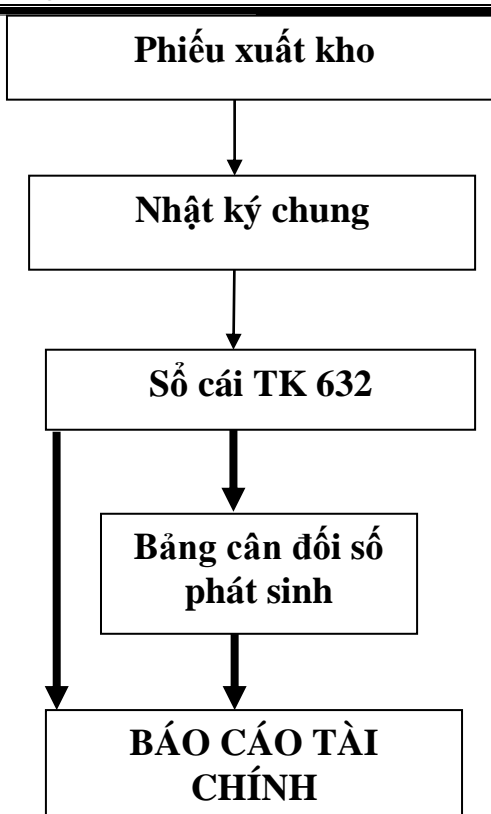 Phiếu xuất kho
Nhật ký chung
Sổ cái TK 632
Bảng cân đối số
phát sinh
BÁO CÁO TÀI
CHÍNH